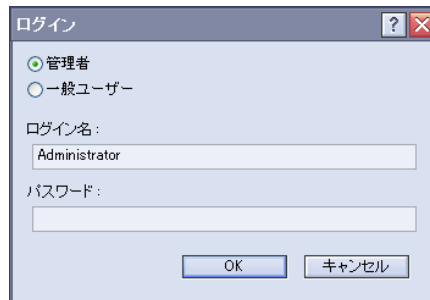 ログイン
?
管理者
一般ユーザー
ログイン名:
Administrator
パスワード:
OK
キャンセル